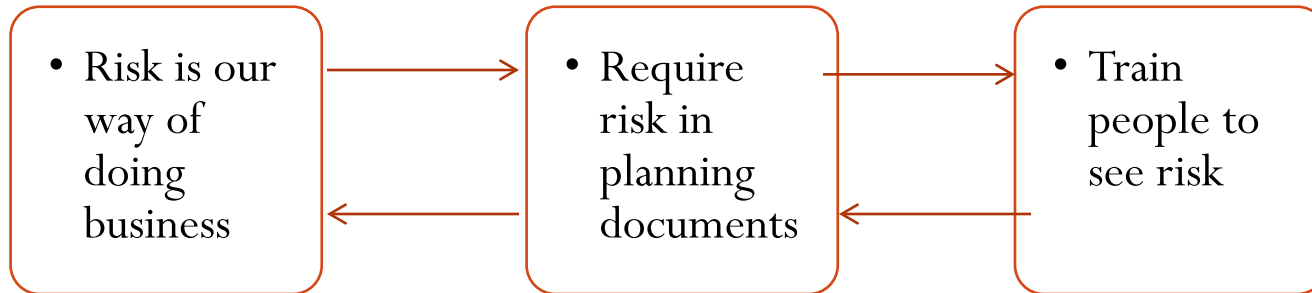 • Risk is our
way of
doing
business
• Require
risk in
planning
documents
• Train
people to
see risk